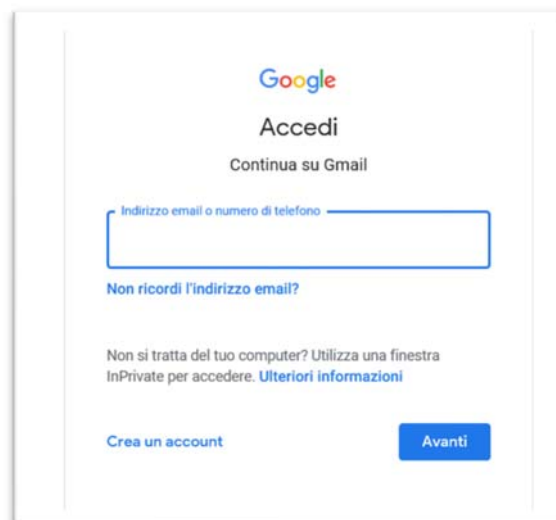 Google
Accedi
Continua su Gmail
Indirizzo email o numero di telefono
Non ricordi l'indirizzo email?
Non si tratta del tuo computer? Utilizza una finestra
InPrivate per accedere. Ulteriori informazioni
Crea un account
Avanti